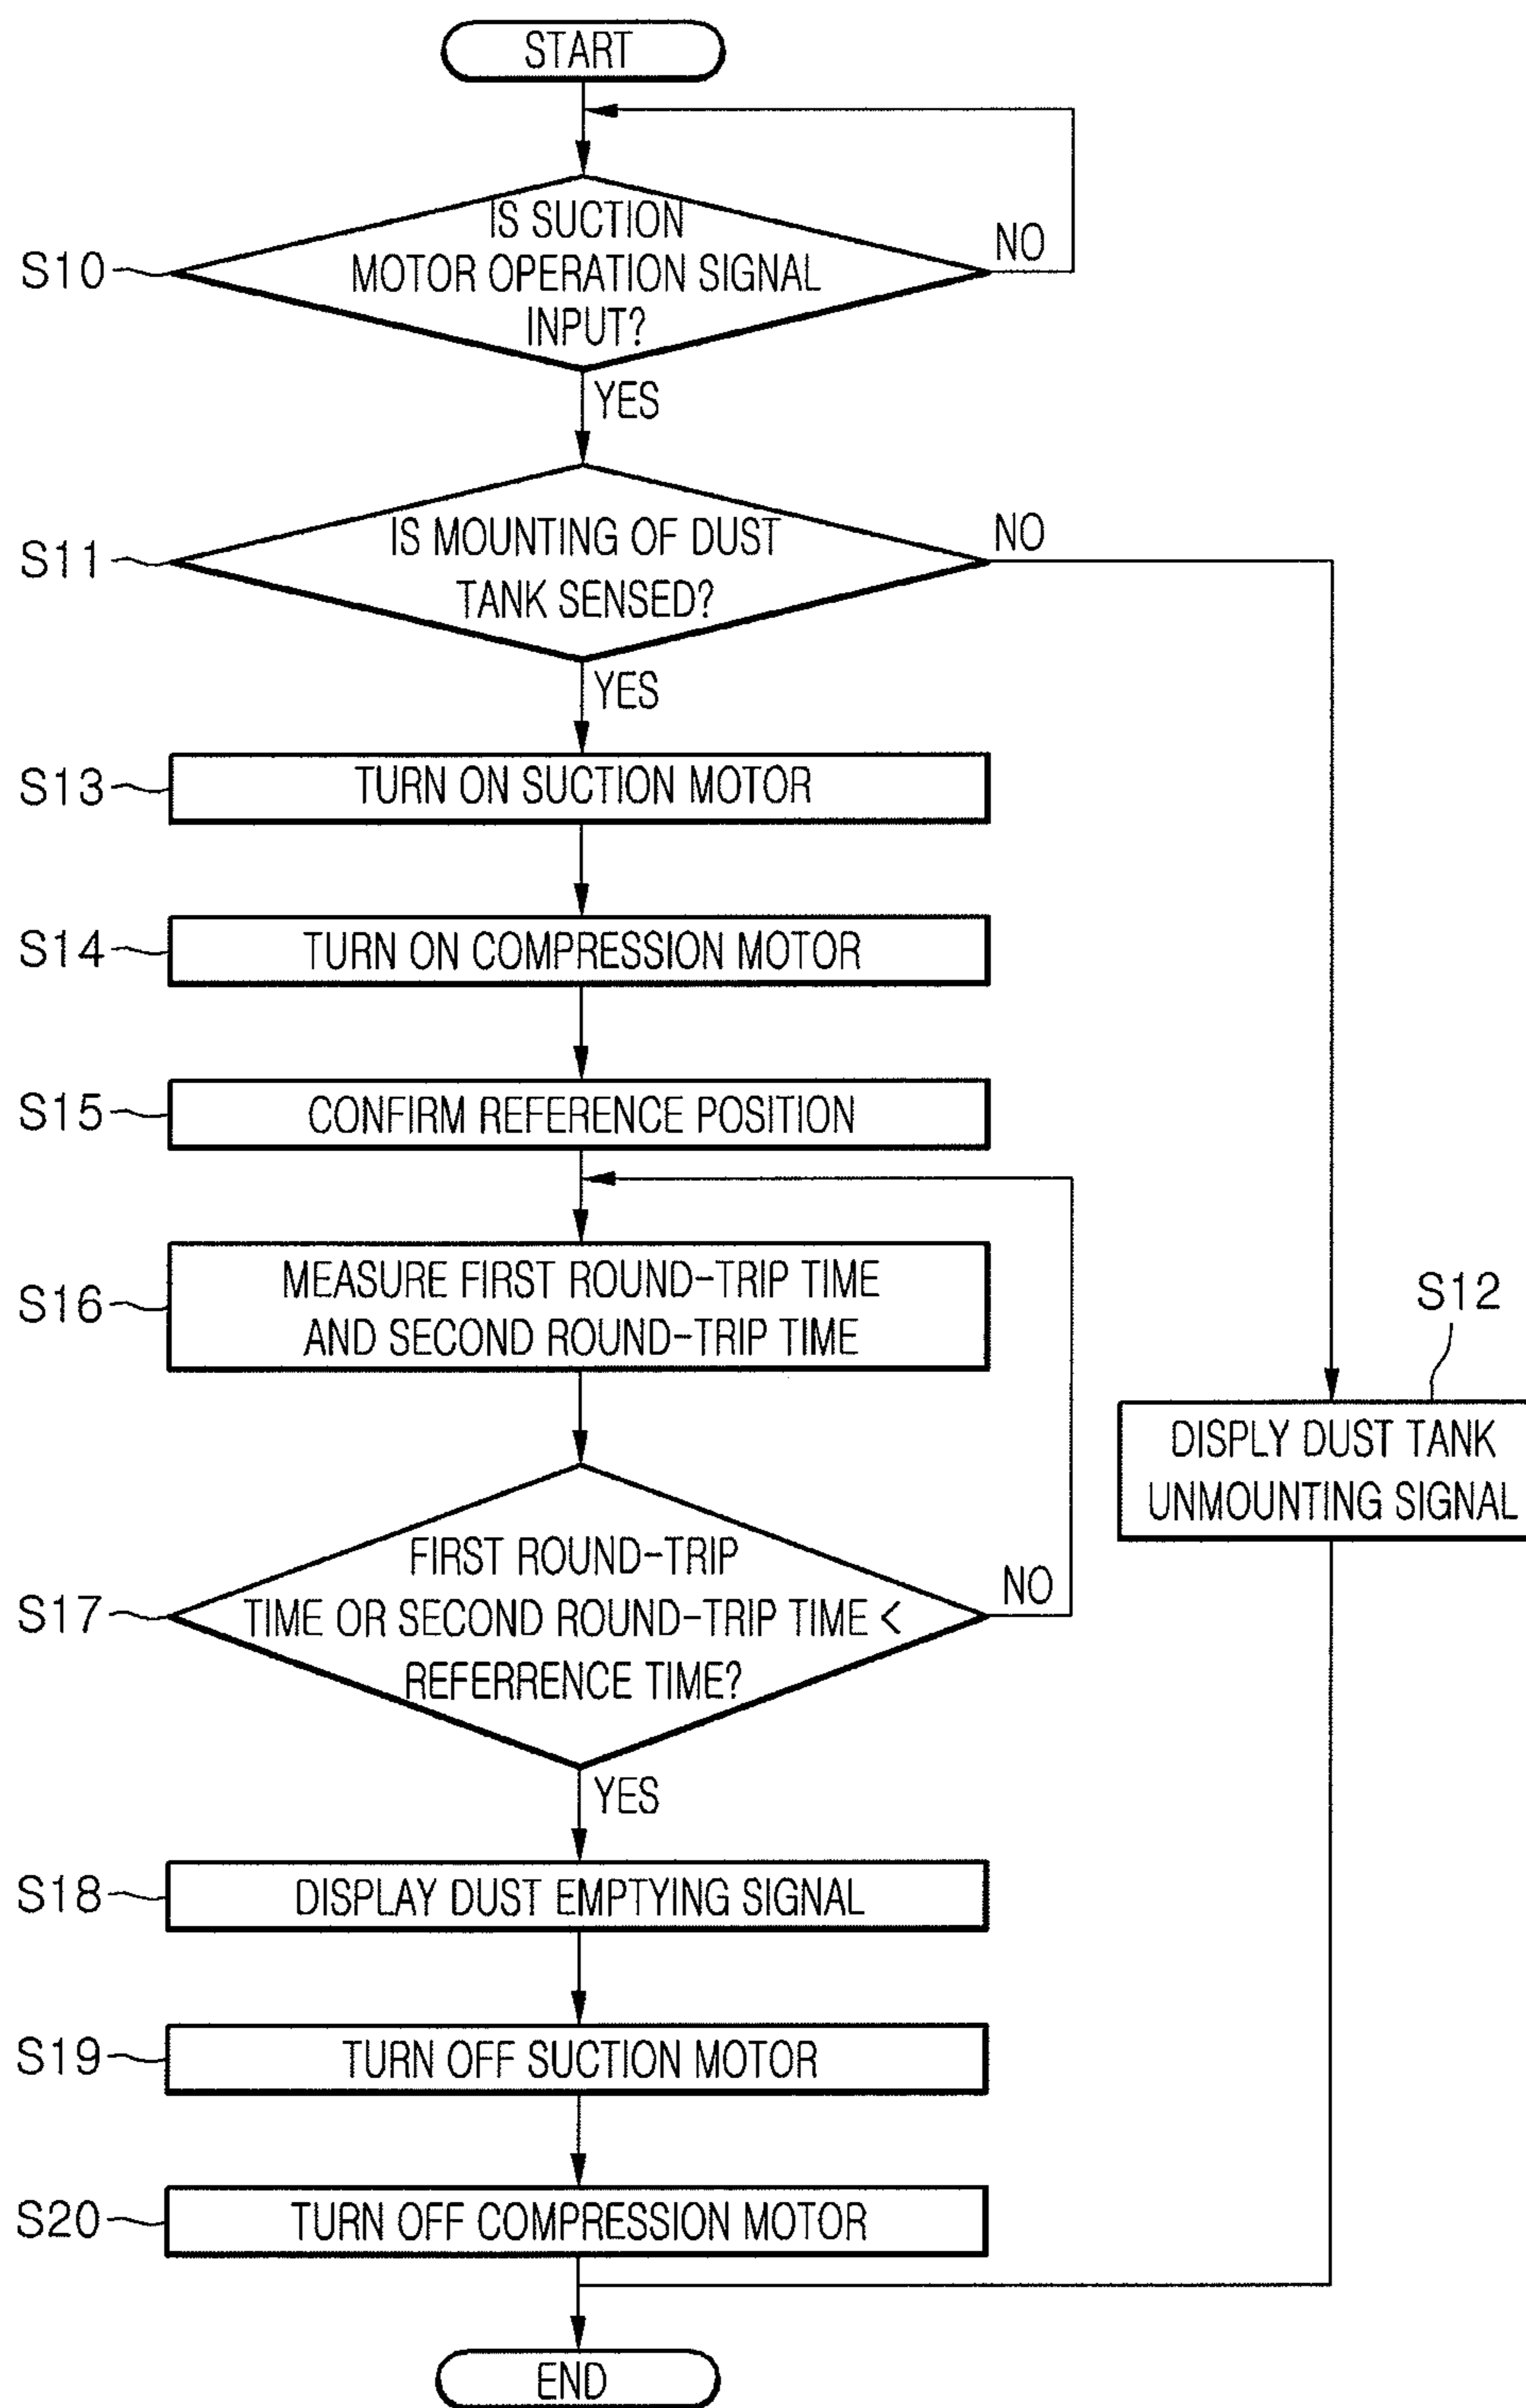 START
IS SUCTION
MOTOR OPERATION SIGNAL
INPUT?
S10
NO
YES
IS MOUNTING OF DUST
TANK SENSED?
S11
NO
YES
S13
TURN ON SUCTION MOTOR
S14
TURN ON COMPRESSION MOTOR
S15
CONFIRM REFERENCE POSITION
S16
MEASURE FIRST ROUND-TRIP TIME
AND SECOND ROUND-TRIP TIME
S12
DISPLY DUST TANK
UNMOUNTING SIGNAL
S17
FIRST ROUND-TRIP
TIME OR SECOND ROUND-TRIP TIME <
REFERRENCE TIME?
NO
YES
S18
DISPLAY DUST EMPTYING SIGNAL
S19
TURN OFF SUCTION MOTOR
S20
TURN OFF COMPRESSION MOTOR
END